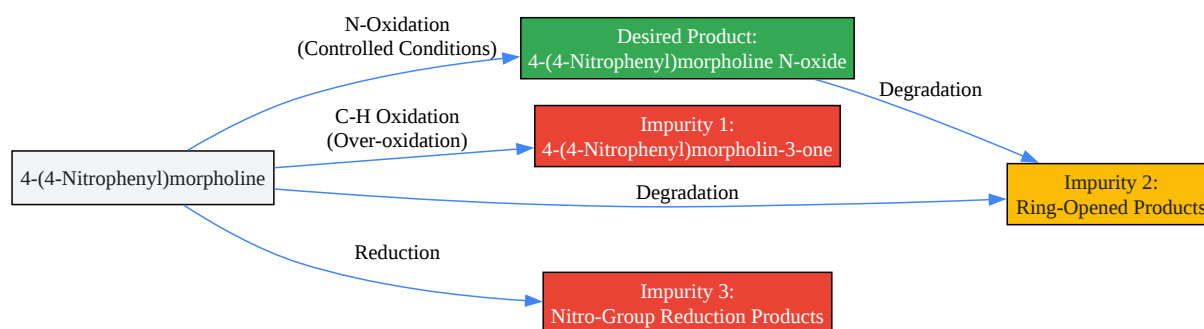 N-Oxidation
(Controlled Conditions)
Desired Product:
4-(4-Nitrophenyl)morpholine N-oxide
Degradation
C-H Oxidation
(Over-oxidation)
Impurity 1:
4-(4-Nitrophenyl)morpholin-3-one
4-(4-Nitrophenyl)morpholine
Degradation
Impurity 2:
Ring-Opened Products
Reduction
Impurity 3:
Nitro-Group Reduction Products